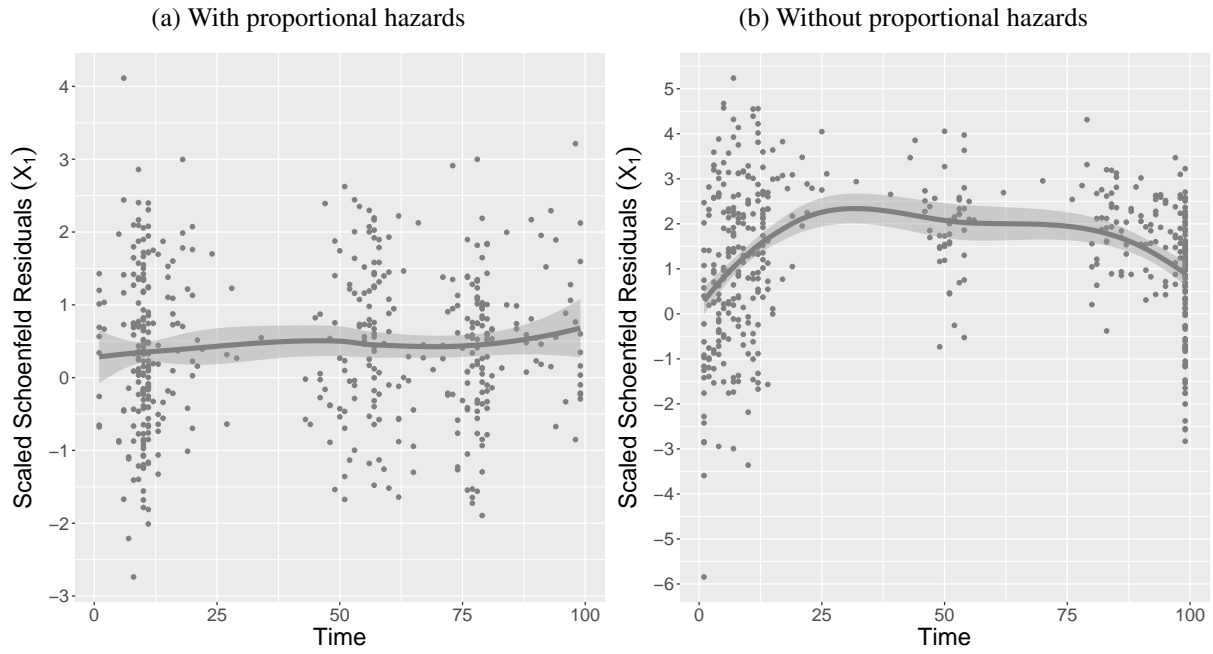 (a) With proportional hazards
Scaled Schoenfeld Residuals (X₁)
4
3
2
1
0
−1
−2
−3
0 25 50 75 100
Time
(b) Without proportional hazards
Scaled Schoenfeld Residuals (X₁)
5
4
3
2
1
0
−1
−2
−3
−4
−5
−6
0 25 50 75 100
Time